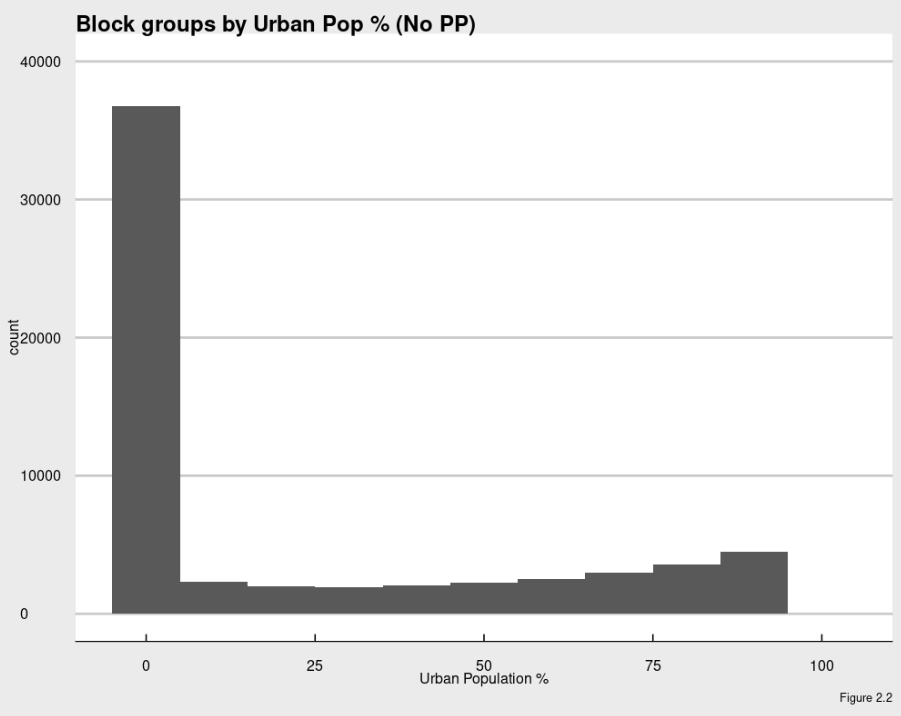 Block groups by Urban Pop % (No PP)
40000
30000
20000
10000
0
count
0 25 50 75 100
Urban Population %
Figure 2.2